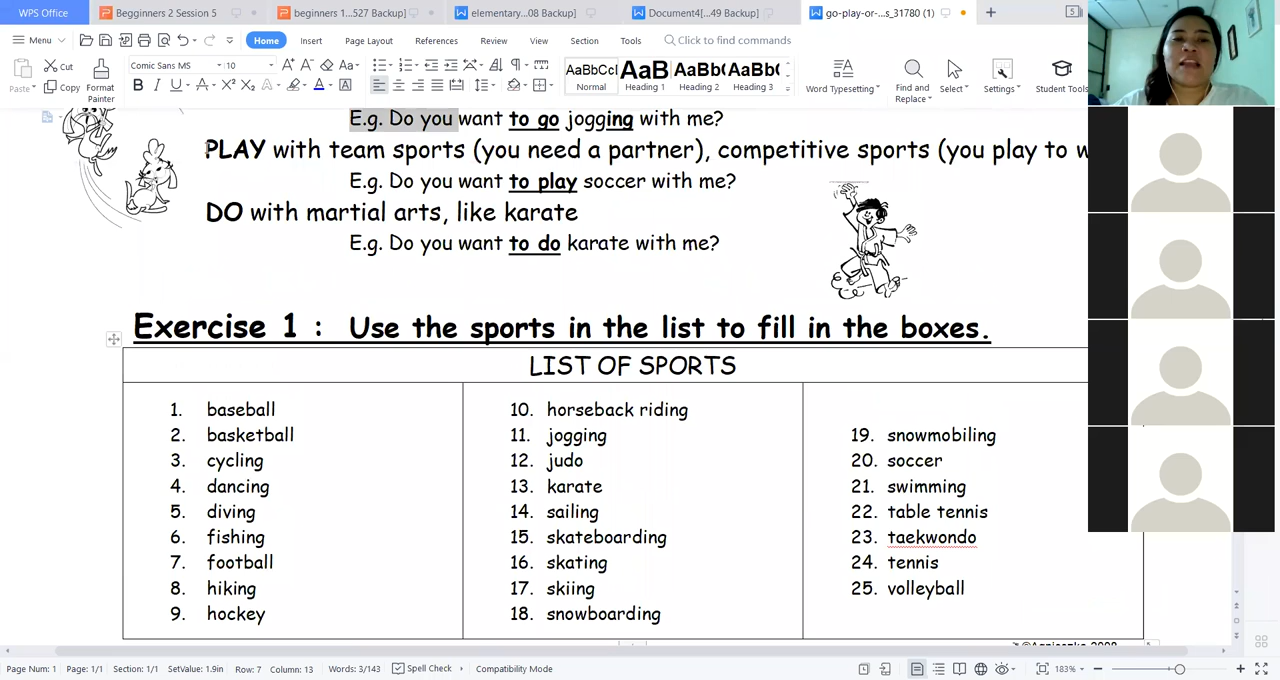 WPS Office
Begginners 2 Session 5
beginners 1...527 Backup]
elementary...08 Backup]
Document4[...49 Backup]
go-play-or-...s_31780 (1)
5
Menu
Home
Insert
Page Layout
References
Review
View
Section
Tools
Click to find commands
Paste
Cut
Copy
Format Painter
Comic Sans MS
10
AaBbCcI
Normal
AaB
Heading 1
AaBb(
Heading 2
AaBbC
Heading 3
Word Typesetting
Find and Replace
Select
Settings
Student Tools
E.g. Do you want to go jogging with me?
PLAY with team sports (you need a partner), competitive sports (you play to w
E.g. Do you want to play soccer with me?
DO with martial arts, like karate
E.g. Do you want to do karate with me?
Exercise 1 : Use the sports in the list to fill in the boxes.
LIST OF SPORTS
1. baseball
2. basketball
3. cycling
4. dancing
5. diving
6. fishing
7. football
8. hiking
9. hockey
10. horseback riding
11. jogging
12. judo
13. karate
14. sailing
15. skateboarding
16. skating
17. skiing
18. snowboarding
19. snowmobiling
20. soccer
21. swimming
22. table tennis
23. taekwondo
24. tennis
25. volleyball
©Agnieszka 2008
Page Num: 1
Page: 1/1
Section: 1/1
SetValue: 1.9in
Row: 7
Column: 13
Words: 3/143
Spell Check
Compatibility Mode
183%